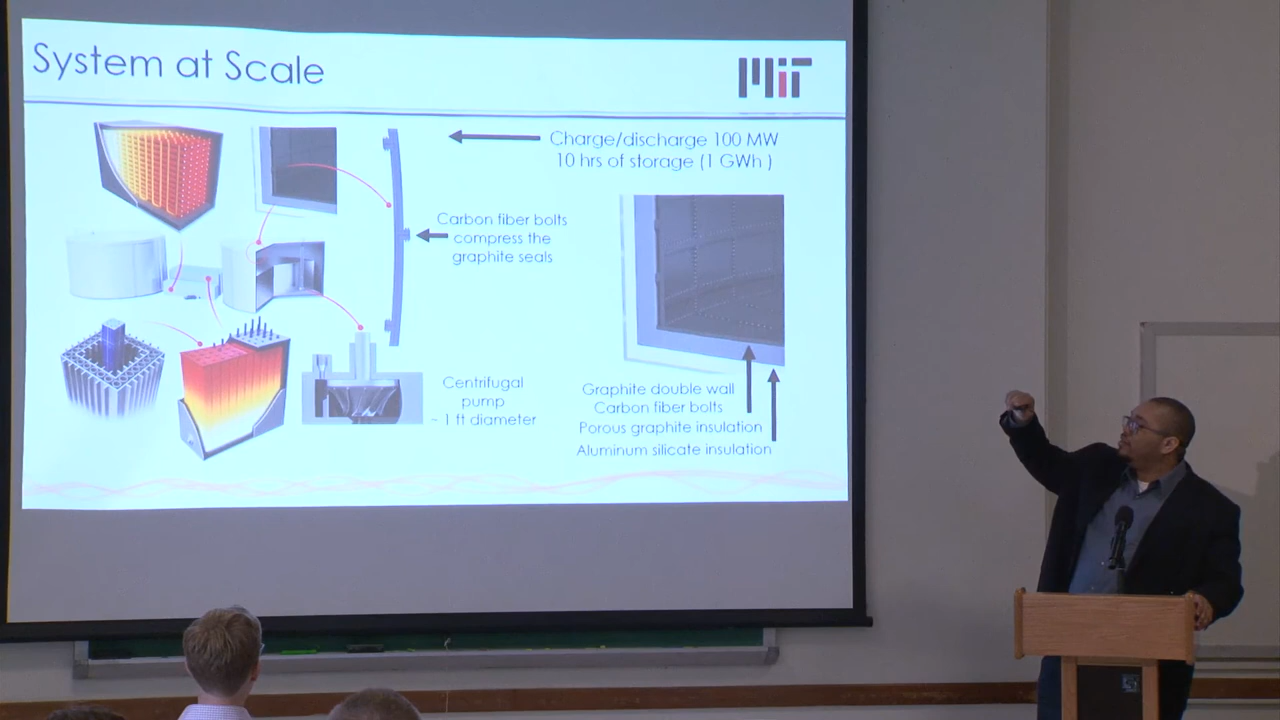 System at Scale
MIT
Charge/discharge 100 MW
10 hrs of storage (1 GWh )
Carbon fiber bolts
compress the
graphite seals
Centrifugal
pump
~ 1 ft diameter
Graphite double wall
Carbon fiber bolts
Porous graphite insulation
Aluminum silicate insulation